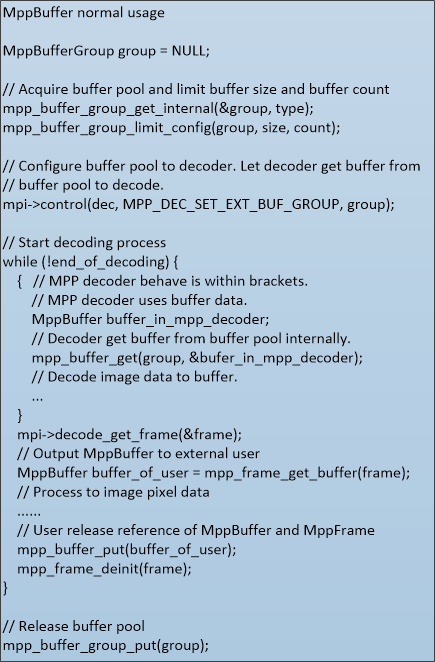 MppBuffer normal usage
MppBufferGroup group = NULL;
// Acquire buffer pool and limit buffer size and buffer count
mpp_buffer_group_get_internal(&group, type);
mpp_buffer_group_limit_config(group, size, count);
// Configure buffer pool to decoder. Let decoder get buffer from
// buffer pool to decode.
mpi->control(dec, MPP_DEC_SET_EXT_BUF_GROUP, group);
// Start decoding process
while (!end_of_decoding) {
{ // MPP decoder behave is within brackets.
// MPP decoder uses buffer data.
MppBuffer buffer_in_mpp_decoder;
// Decoder get buffer from buffer pool internally.
mpp_buffer_get(group, &bufer_in_mpp_decoder);
// Decode image data to buffer.
...
}
mpi->decode_get_frame(&frame);
// Output MppBuffer to external user
MppBuffer buffer_of_user = mpp_frame_get_buffer(frame);
// Process to image pixel data
......
// User release reference of MppBuffer and MppFrame
mpp_buffer_put(buffer_of_user);
mpp_frame_deinit(frame);
}
// Release buffer pool
mpp_buffer_group_put(group);